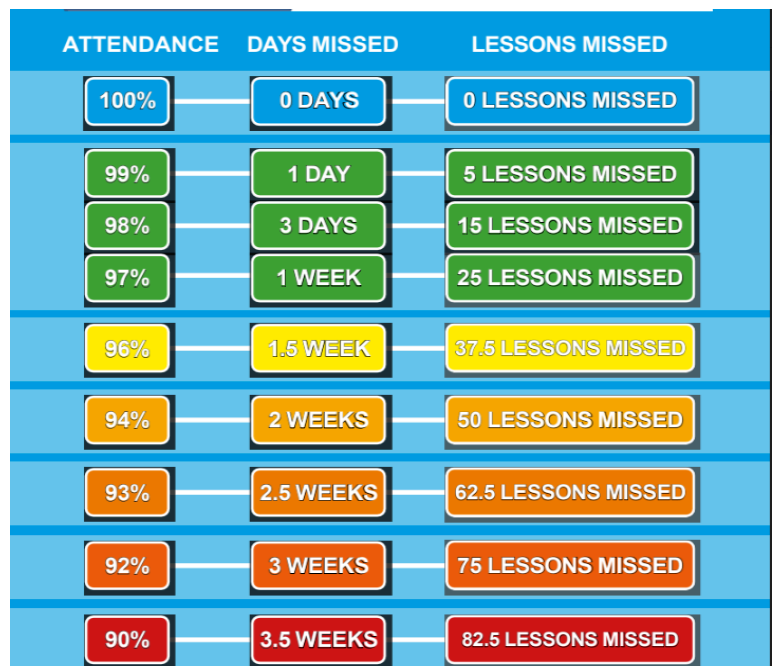 ATTENDANCE DAYS MISSED LESSONS MISSED
100% 0 DAYS 0 LESSONS MISSED
99% 1 DAY 5 LESSONS MISSED
98% 3 DAYS 15 LESSONS MISSED
97% 1 WEEK 25 LESSONS MISSED
96% 1.5 WEEK 37.5 LESSONS MISSED
94% 2 WEEKS 50 LESSONS MISSED
93% 2.5 WEEKS 62.5 LESSONS MISSED
92% 3 WEEKS 75 LESSONS MISSED
90% 3.5 WEEKS 82.5 LESSONS MISSED